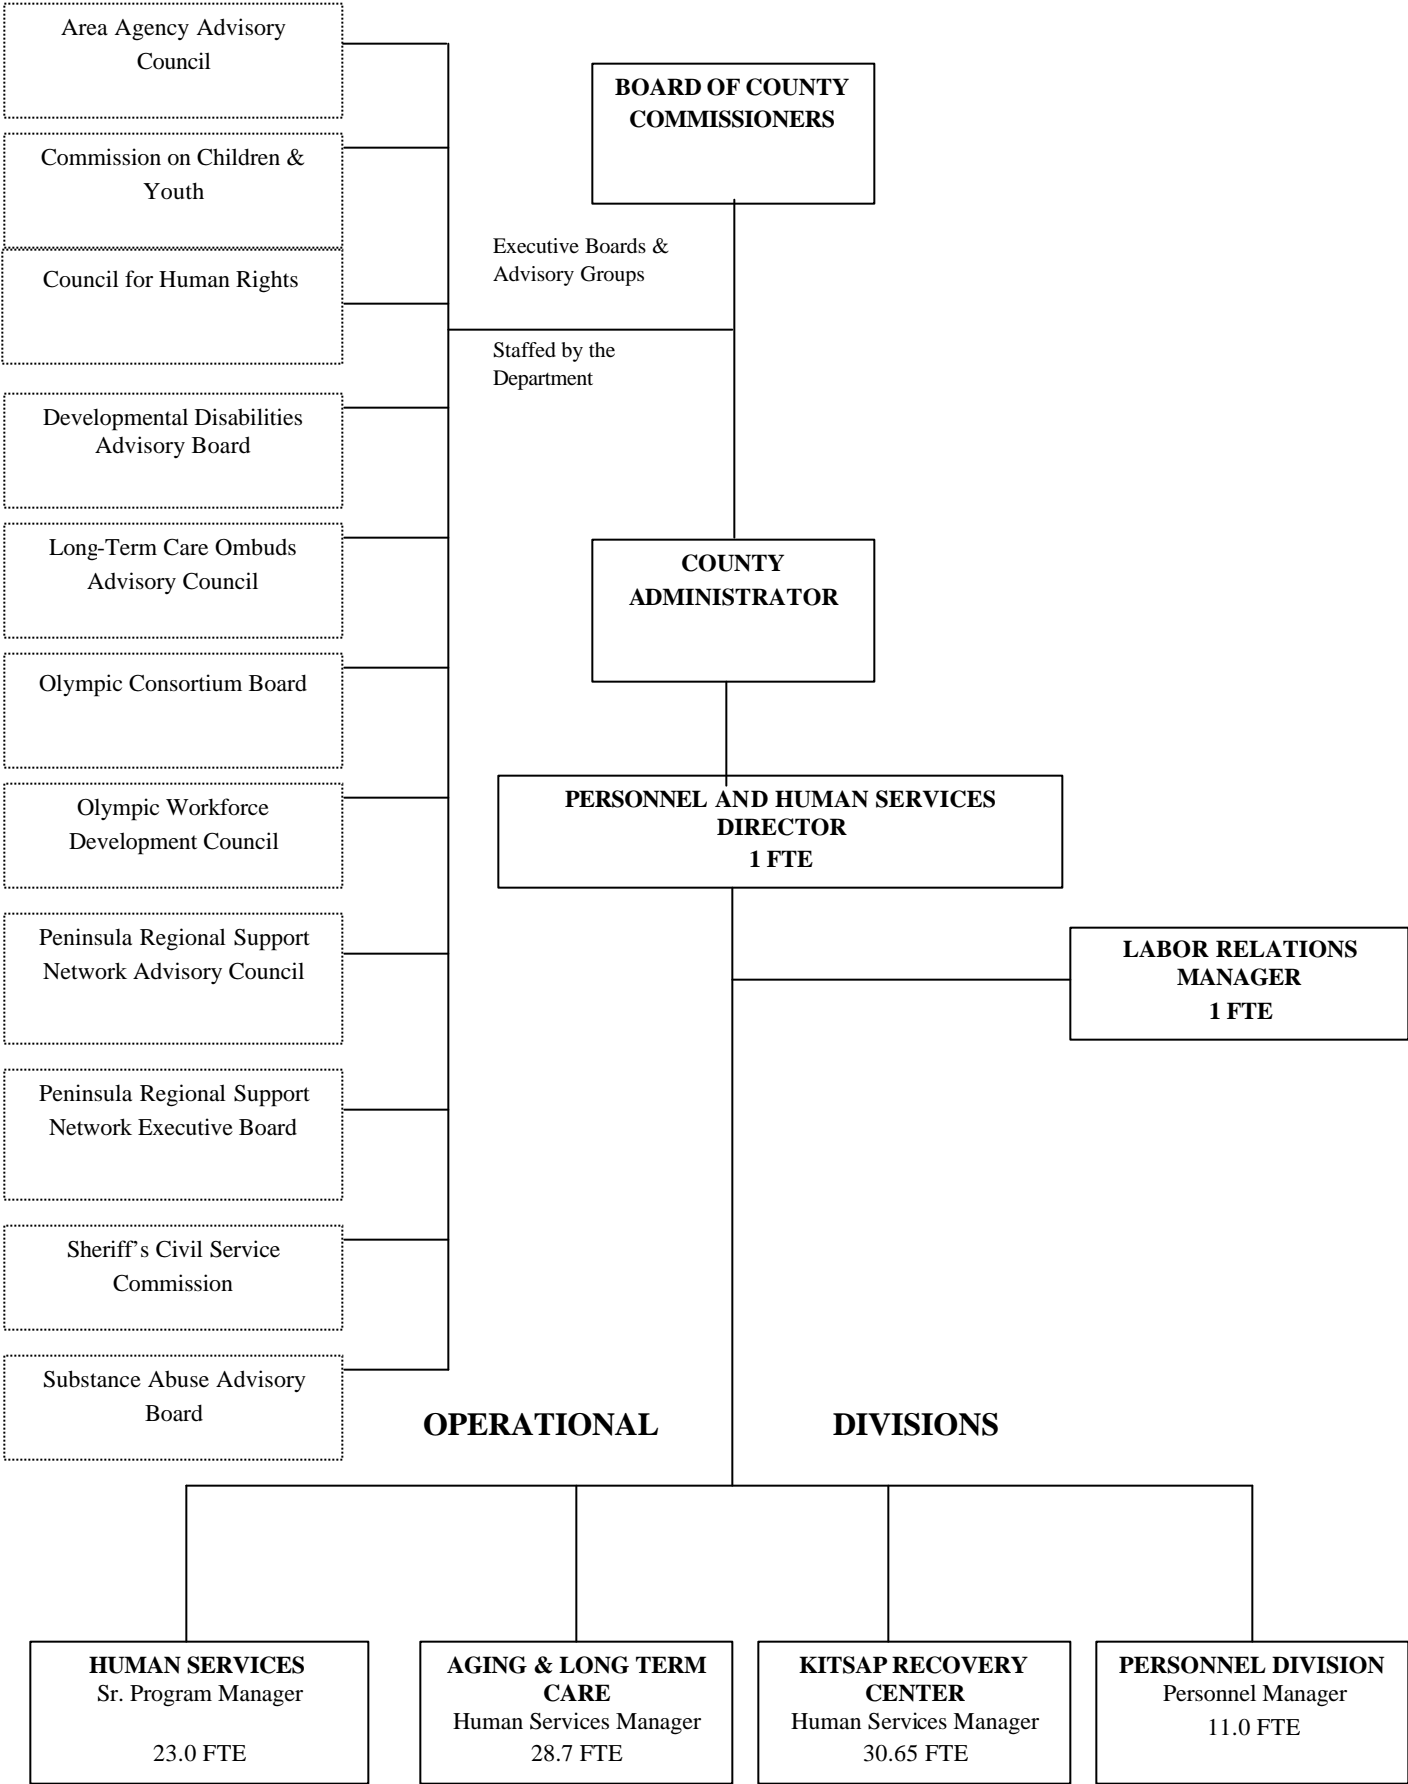 Area Agency Advisory
Council
Commission on Children &
Youth
Council for Human Rights
Developmental Disabilities
Advisory Board
Long-Term Care Ombuds
Advisory Council
Olympic Consortium Board
Olympic Workforce
Development Council
Peninsula Regional Support
Network Advisory Council
Peninsula Regional Support
Network Executive Board
Sheriff’s Civil Service
Commission
Substance Abuse Advisory
Board
BOARD OF COUNTY
COMMISSIONERS
Executive Boards &
Advisory Groups
Staffed by the
Department
COUNTY
ADMINISTRATOR
PERSONNEL AND HUMAN SERVICES
DIRECTOR
1 FTE
LABOR RELATIONS
MANAGER
1 FTE
OPERATIONAL DIVISIONS
HUMAN SERVICES
Sr. Program Manager
23.0 FTE
AGING & LONG TERM
CARE
Human Services Manager
28.7 FTE
KITSAP RECOVERY
CENTER
Human Services Manager
30.65 FTE
PERSONNEL DIVISION
Personnel Manager
11.0 FTE